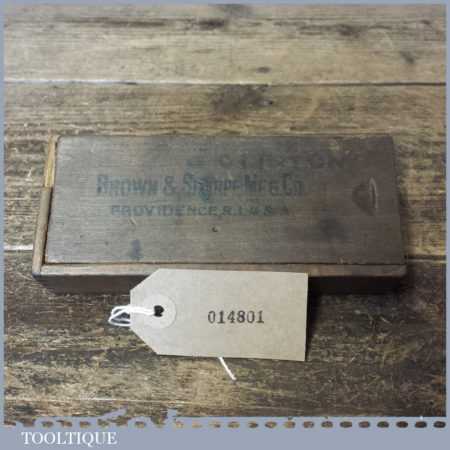 BROWN & SHARPE MFG. CO.
PROVIDENCE, R.I. U.S.A.
014801
TOOLTIQUE